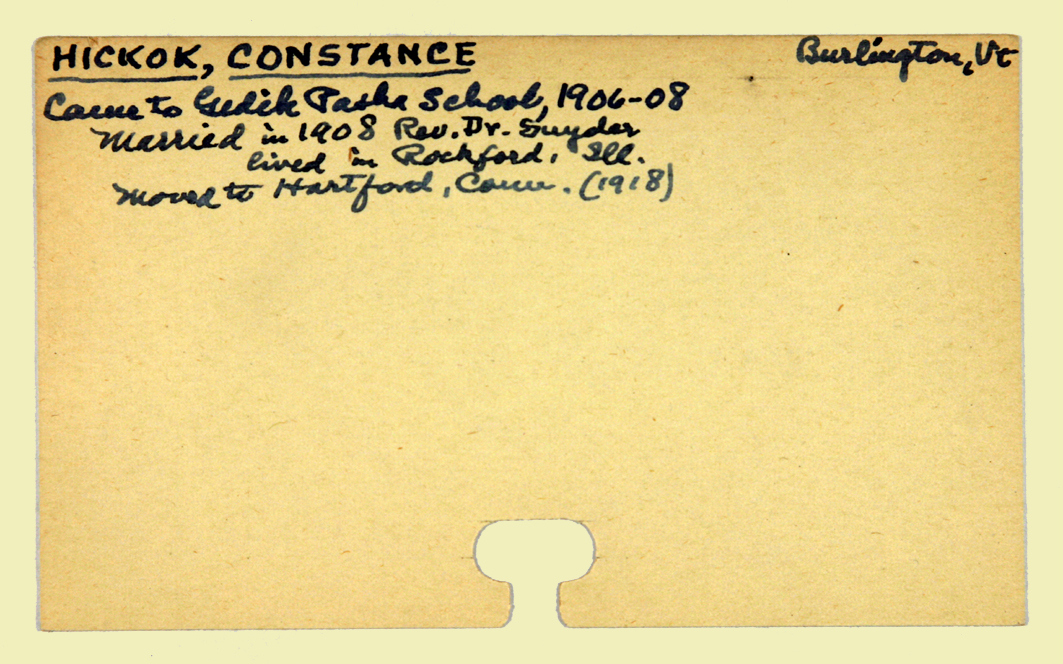 HICKOK, CONSTANCE Burlington, Vt
Came to Gedik Pasha School, 1906-08
Married in 1908 Rev. Dr. Snyder
lived in Rockford, Ill.
Moved to Hartford, Conn. (1918)